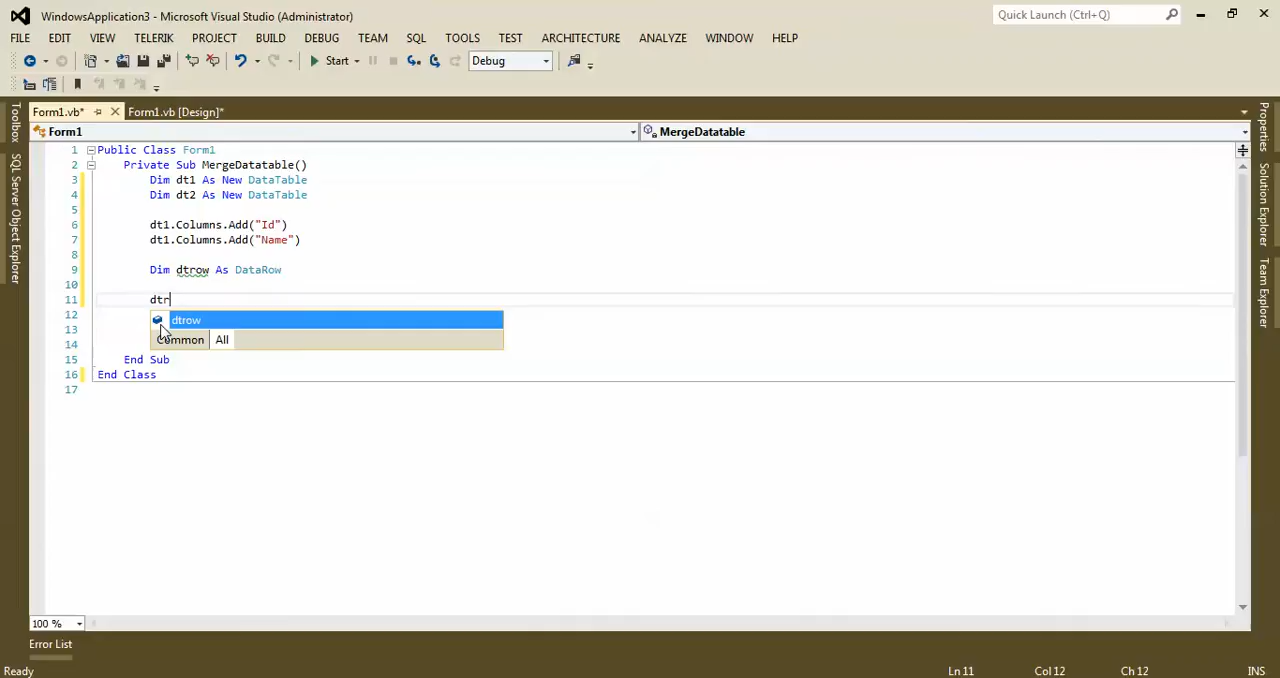 WindowsApplication3 - Microsoft Visual Studio (Administrator)
Quick Launch (Ctrl+Q)
FILE EDIT VIEW TELERIK PROJECT BUILD DEBUG TEAM SQL TOOLS TEST ARCHITECTURE ANALYZE WINDOW HELP
Start
Debug
Form1.vb*
Form1.vb [Design]*
Form1
MergeDatatable
1 Public Class Form1
2 Private Sub MergeDatatable()
3 Dim dt1 As New DataTable
4 Dim dt2 As New DataTable
5
6 dt1.Columns.Add("Id")
7 dt1.Columns.Add("Name")
8
9 Dim dtrow As DataRow
10
11 dtr
12
dtrow
13
Common All
14
15 End Sub
16 End Class
17
Toolbox
SQL Server Object Explorer
Properties
Solution Explorer
Team Explorer
100 %
Error List
Ready
Ln 11
Col 12
Ch 12
INS